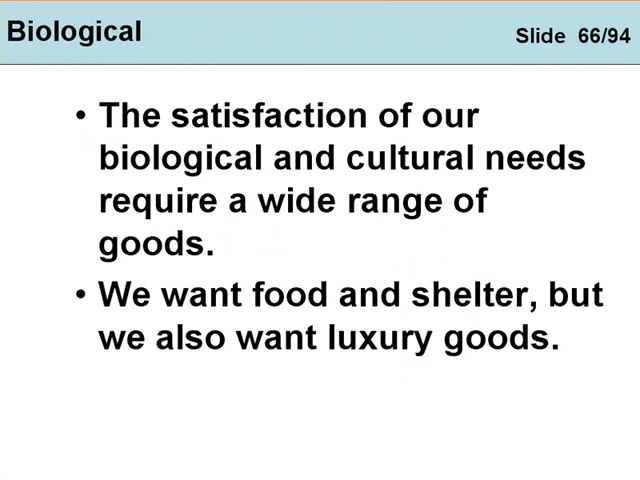 Biological
Slide 66/94
• The satisfaction of our
biological and cultural needs
require a wide range of
goods.
• We want food and shelter, but
we also want luxury goods.